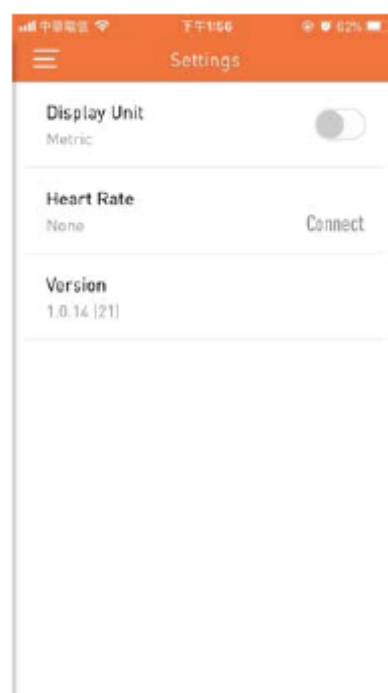 中華電信 下午1:56 62%
Settings
Display Unit
Metric
Heart Rate
None
Connect
Version
1.0.14 (21)